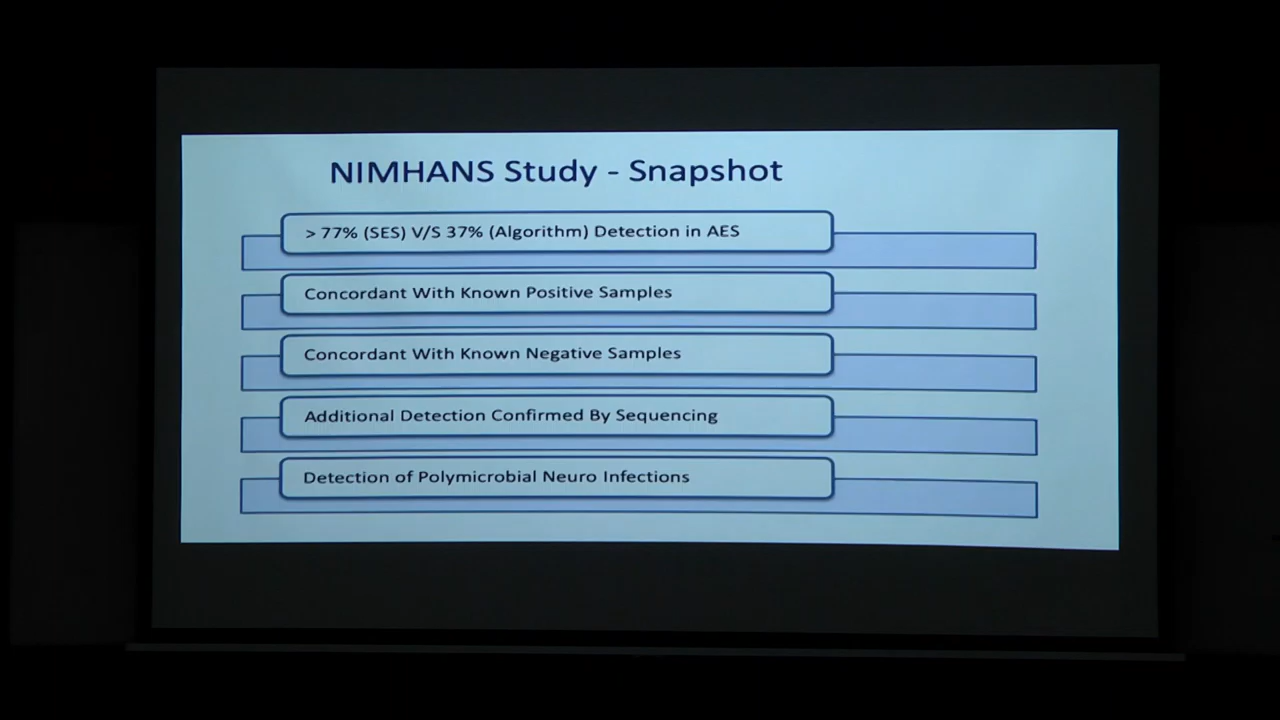 NIMHANS Study - Snapshot
> 77% (SES) V/S 37% (Algorithm) Detection in AES
Concordant With Known Positive Samples
Concordant With Known Negative Samples
Additional Detection Confirmed By Sequencing
Detection of Polymicrobial Neuro Infections